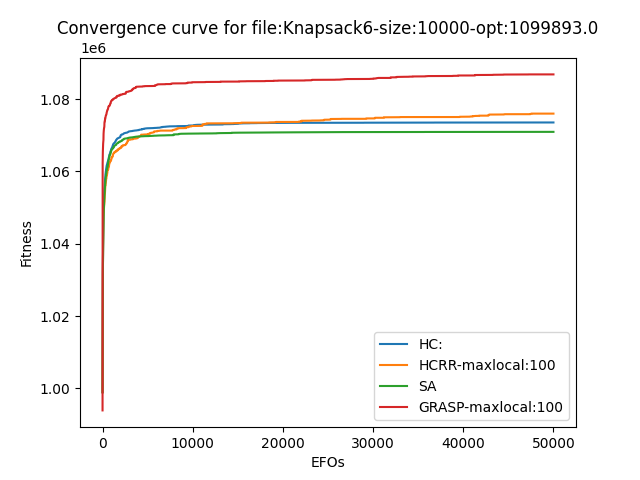 Convergence curve for file:Knapsack6-size:10000-opt:1099893.0
1e6
1.08
1.06
1.04
1.02
1.00
Fitness
0 10000 20000 30000 40000 50000
EFOs
HC:
HCRR-maxlocal:100
SA
GRASP-maxlocal:100